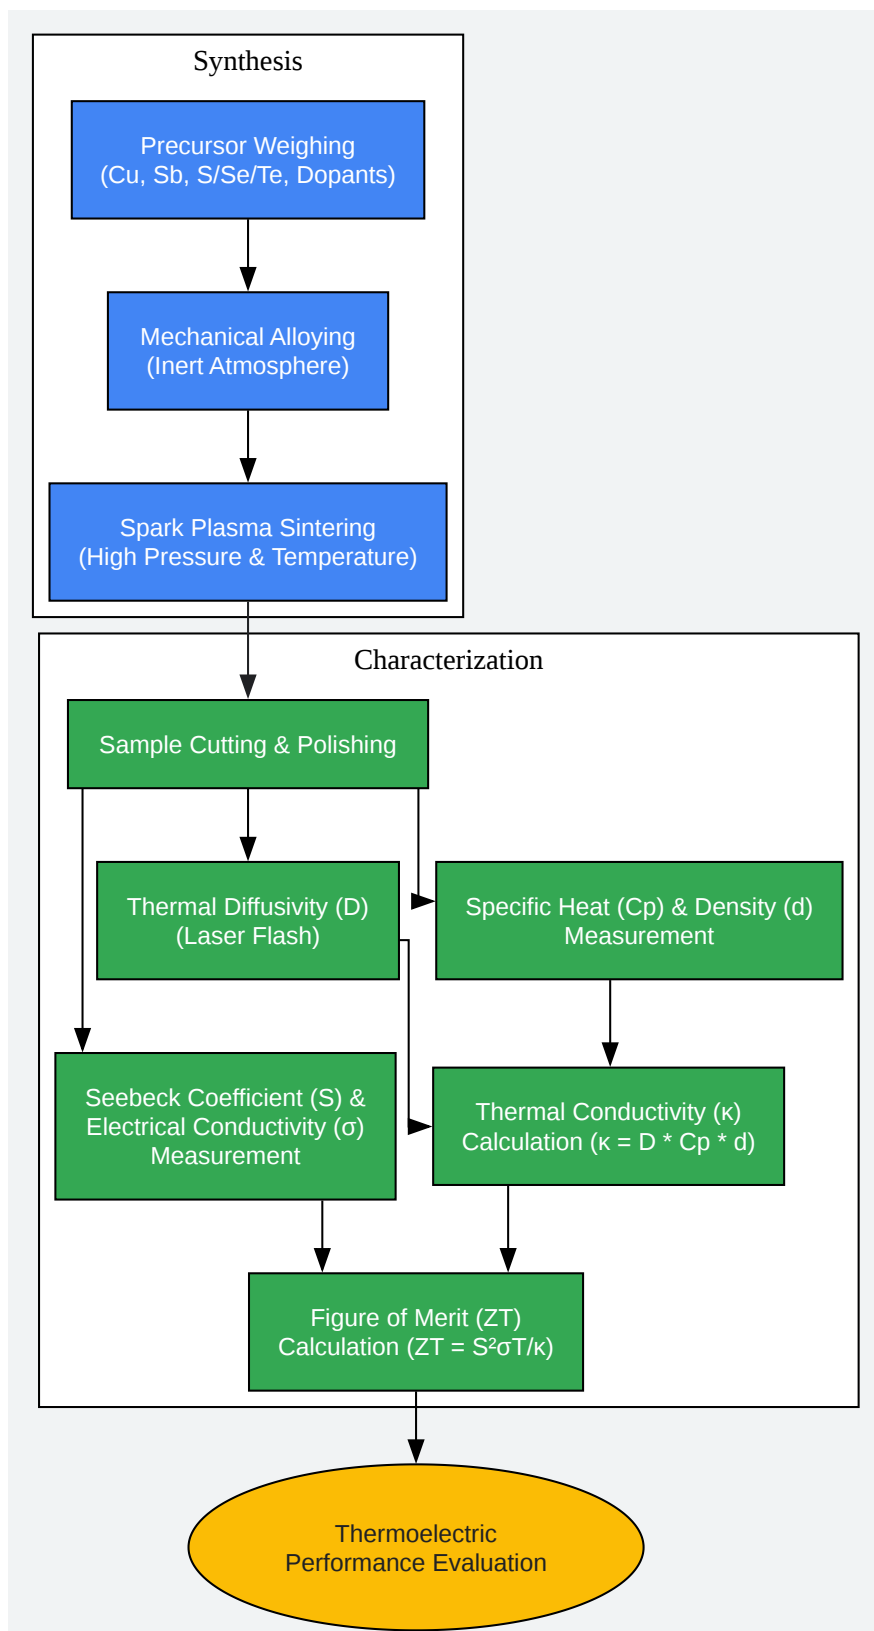 Synthesis
Precursor Weighing
(Cu, Sb, S/Se/Te, Dopants)
Mechanical Alloying
(Inert Atmosphere)
Spark Plasma Sintering
(High Pressure & Temperature)
Characterization
Sample Cutting & Polishing
Thermal Diffusivity (D)
(Laser Flash)
Specific Heat (Cp) & Density (d)
Measurement
Seebeck Coefficient (S) &
Electrical Conductivity (σ)
Measurement
Thermal Conductivity (κ)
Calculation (κ = D * Cp * d)
Figure of Merit (ZT)
Calculation (ZT = S²σT/κ)
Thermoelectric
Performance Evaluation